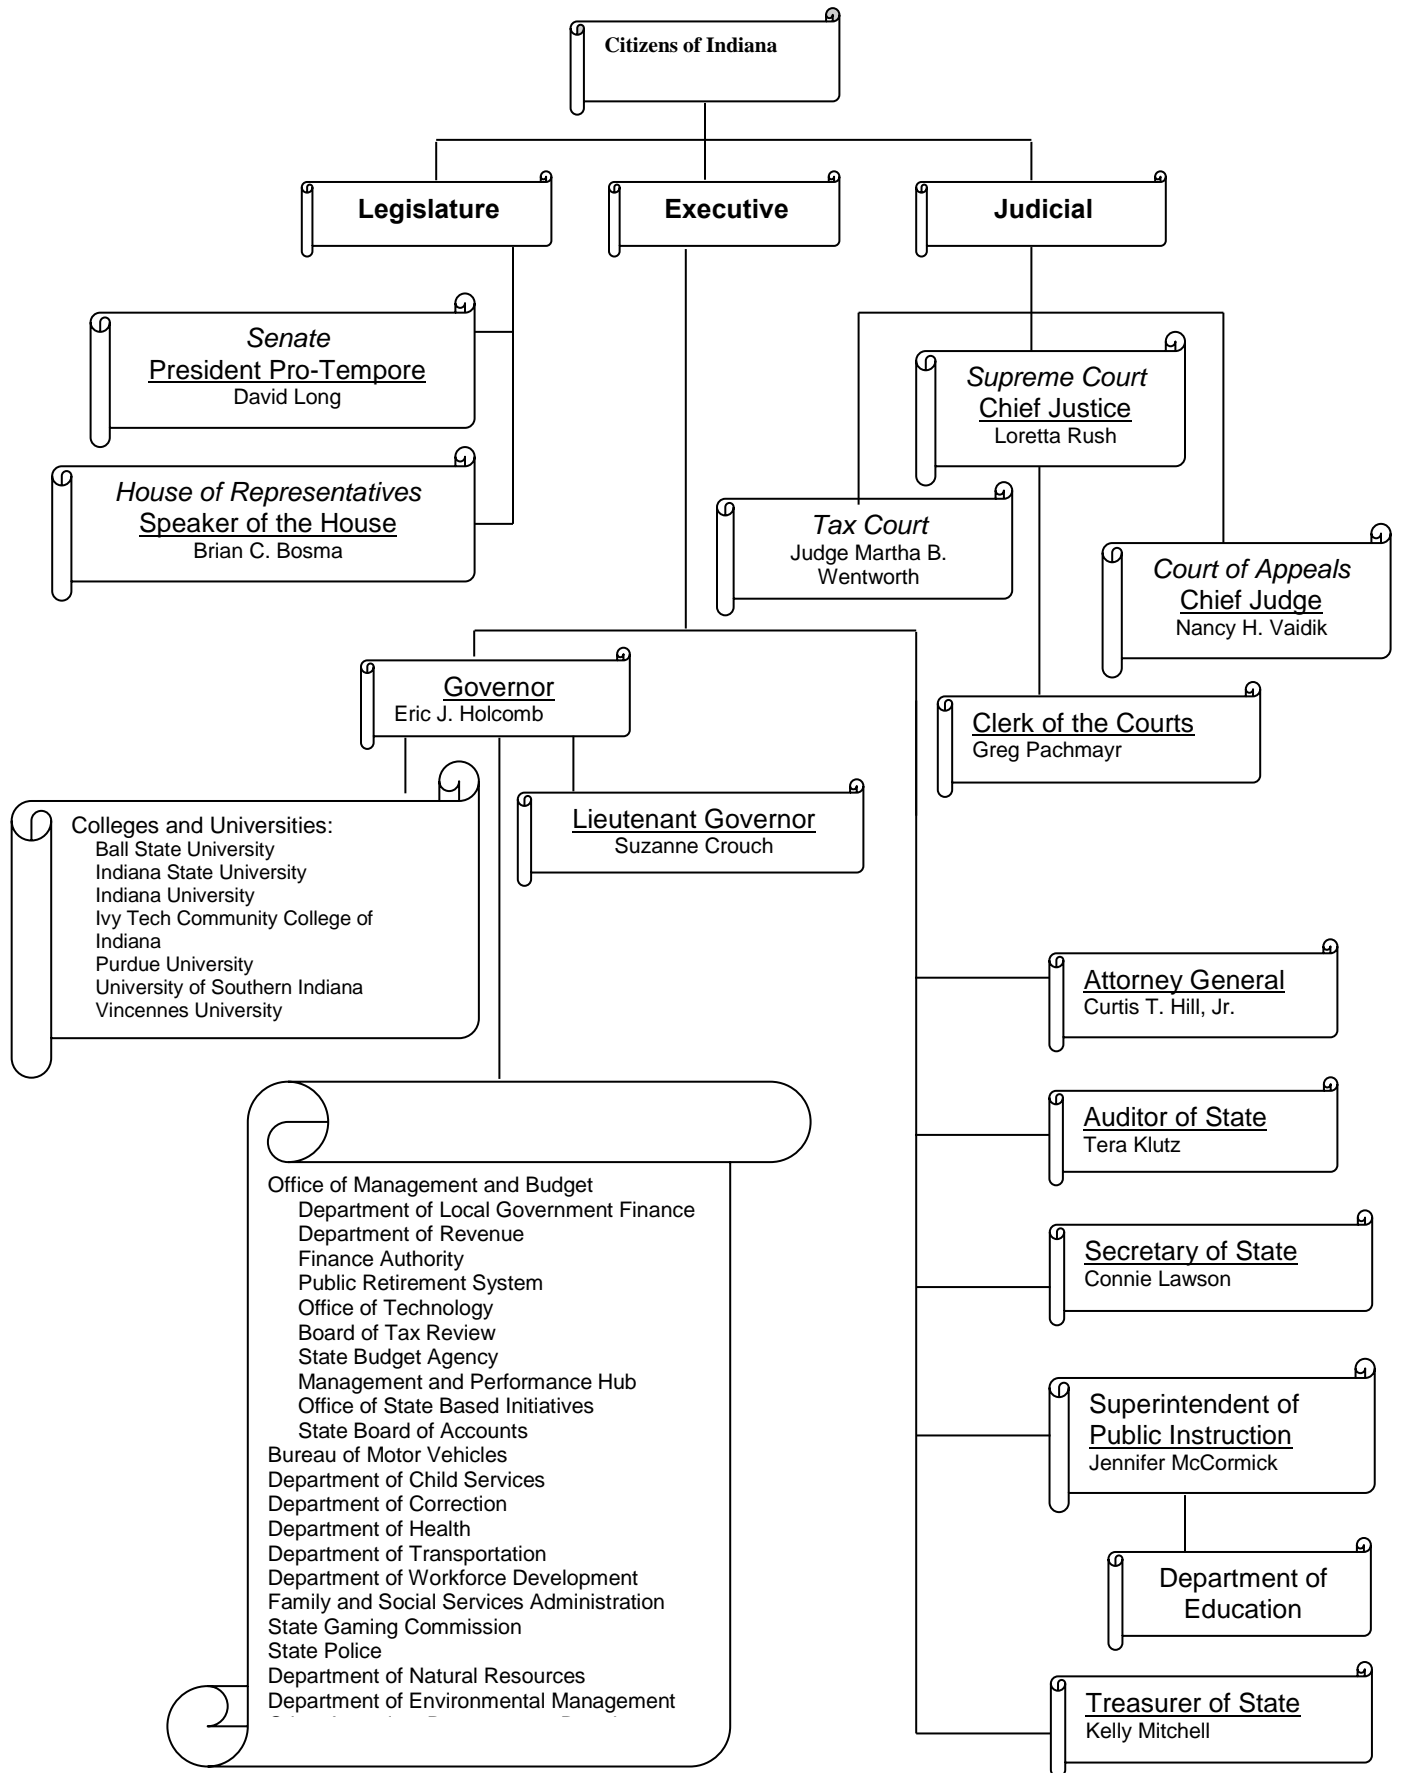 Citizens of Indiana
Legislature
Executive
Judicial
Senate
President Pro-Tempore
David Long
Supreme Court
Chief Justice
Loretta Rush
House of Representatives
Speaker of the House
Brian C. Bosma
Tax Court
Judge Martha B.
Wentworth
Court of Appeals
Chief Judge
Nancy H. Vaidik
Governor
Eric J. Holcomb
Clerk of the Courts
Greg Pachmayr
Lieutenant Governor
Suzanne Crouch
Colleges and Universities:
Ball State University
Indiana State University
Indiana University
Ivy Tech Community College of
Indiana
Purdue University
University of Southern Indiana
Vincennes University
Attorney General
Curtis T. Hill, Jr.
Auditor of State
Tera Klutz
Secretary of State
Connie Lawson
Superintendent of
Public Instruction
Jennifer McCormick
Department of
Education
Treasurer of State
Kelly Mitchell
Office of Management and Budget
Department of Local Government Finance
Department of Revenue
Finance Authority
Public Retirement System
Office of Technology
Board of Tax Review
State Budget Agency
Management and Performance Hub
Office of State Based Initiatives
State Board of Accounts
Bureau of Motor Vehicles
Department of Child Services
Department of Correction
Department of Health
Department of Transportation
Department of Workforce Development
Family and Social Services Administration
State Gaming Commission
State Police
Department of Natural Resources
Department of Environmental Management